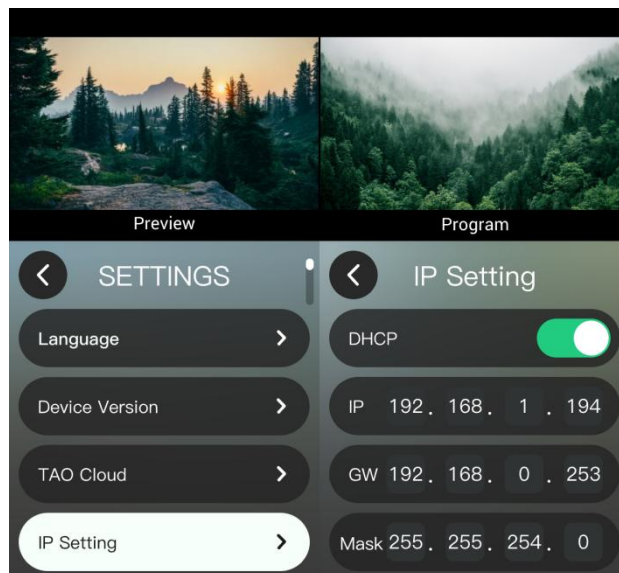 Preview
Program
SETTINGS
Language
Device Version
TAO Cloud
IP Setting
IP Setting
DHCP
IP 192. 168. 1 . 194
GW 192. 168. 0 . 253
Mask 255. 255. 254. 0